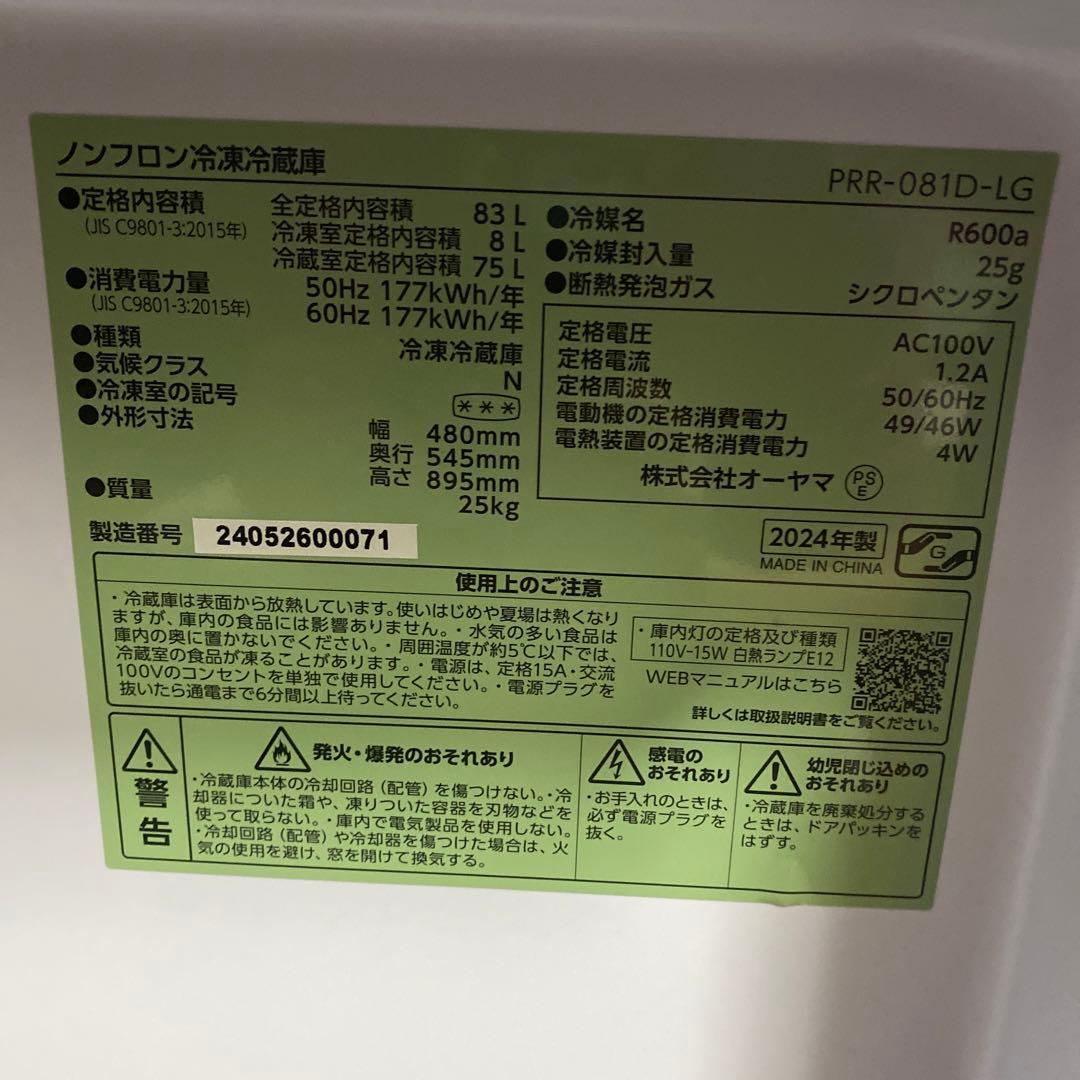 ノンフロン冷凍冷蔵庫
PRR-081D-LG
●定格内容積
(JIS C9801-3:2015年)
全定格内容積 83 L
冷凍室定格内容積 8 L
冷蔵室定格内容積 75 L
●消費電力量
(JIS C9801-3:2015年)
50Hz 177kWh/年
60Hz 177kWh/年
●種類 冷凍冷蔵庫
●気候クラス N
●冷凍室の記号 ***
●外形寸法
幅 480mm
奥行 545mm
高さ 895mm
●質量 25kg
●冷媒名 R600a
●冷媒封入量 25g
●断熱発泡ガス シクロペンタン
定格電圧 AC100V
定格電流 1.2A
定格周波数 50/60Hz
電動機の定格消費電力 49/46W
電熱装置の定格消費電力 4W
株式会社オーヤマ PSE
製造番号 24052600071
2024年製
MADE IN CHINA
G
使用上のご注意
・冷蔵庫は表面から放熱しています。使いはじめや夏場は熱くなり
ますが、庫内の食品には影響ありません。・水気の多い食品は
庫内の奥に置かないでください。・周囲温度が約5℃以下では、
冷蔵室の食品が凍ることがあります。・電源は、定格15A・交流
100Vのコンセントを単独で使用してください。・電源プラグを
抜いたら通電まで6分間以上待ってください。
・庫内灯の定格及び種類
110V-15W 白熱ランプE12
WEBマニュアルはこちら
詳しくは取扱説明書をご覧ください。
警告
発火・爆発のおそれあり
・冷蔵庫本体の冷却回路（配管）を傷つけない。・冷
却器についた霜や、凍りついた容器を刃物などを
使って取らない。・庫内で電気製品を使用しない。
・冷却回路（配管）や冷却器を傷つけた場合は、火
気の使用を避け、窓を開けて換気する。
感電の
おそれあり
・お手入れのときは、
必ず電源プラグを
抜く。
幼児閉じ込めの
おそれあり
・冷蔵庫を廃棄処分する
ときは、ドアパッキンを
はずす。